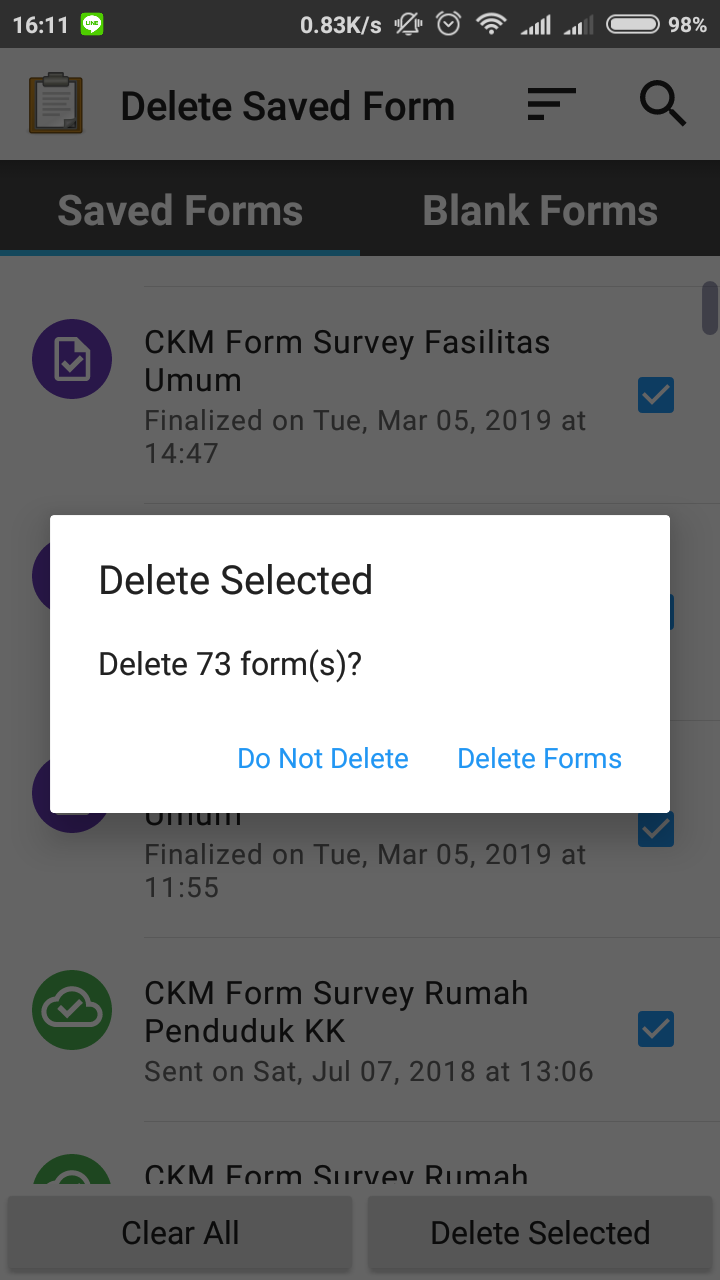 16:11 LINE 0.83K/s 98%
Delete Saved Form
Saved Forms Blank Forms
CKM Form Survey Fasilitas
Umum
Finalized on Tue, Mar 05, 2019 at
14:47
Delete Selected
Delete 73 form(s)?
Do Not Delete Delete Forms
Umum
Finalized on Tue, Mar 05, 2019 at
11:55
CKM Form Survey Rumah
Penduduk KK
Sent on Sat, Jul 07, 2018 at 13:06
CKM Form Survey Rumah
Clear All Delete Selected